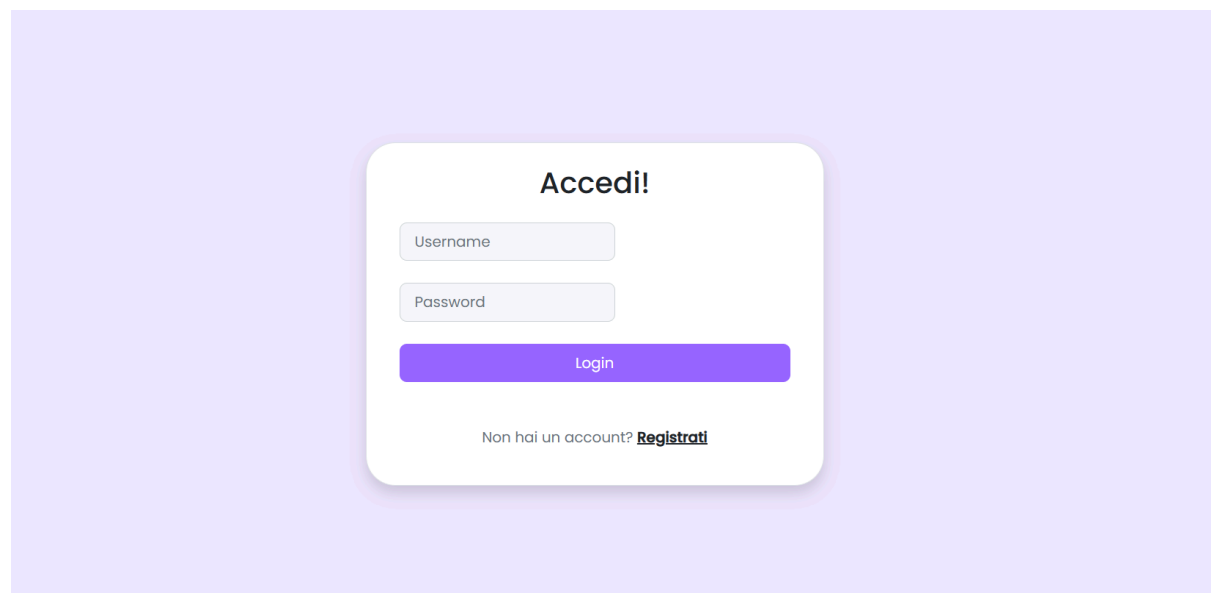 Accedi!
Username
Password
Login
Non hai un account? Registrati